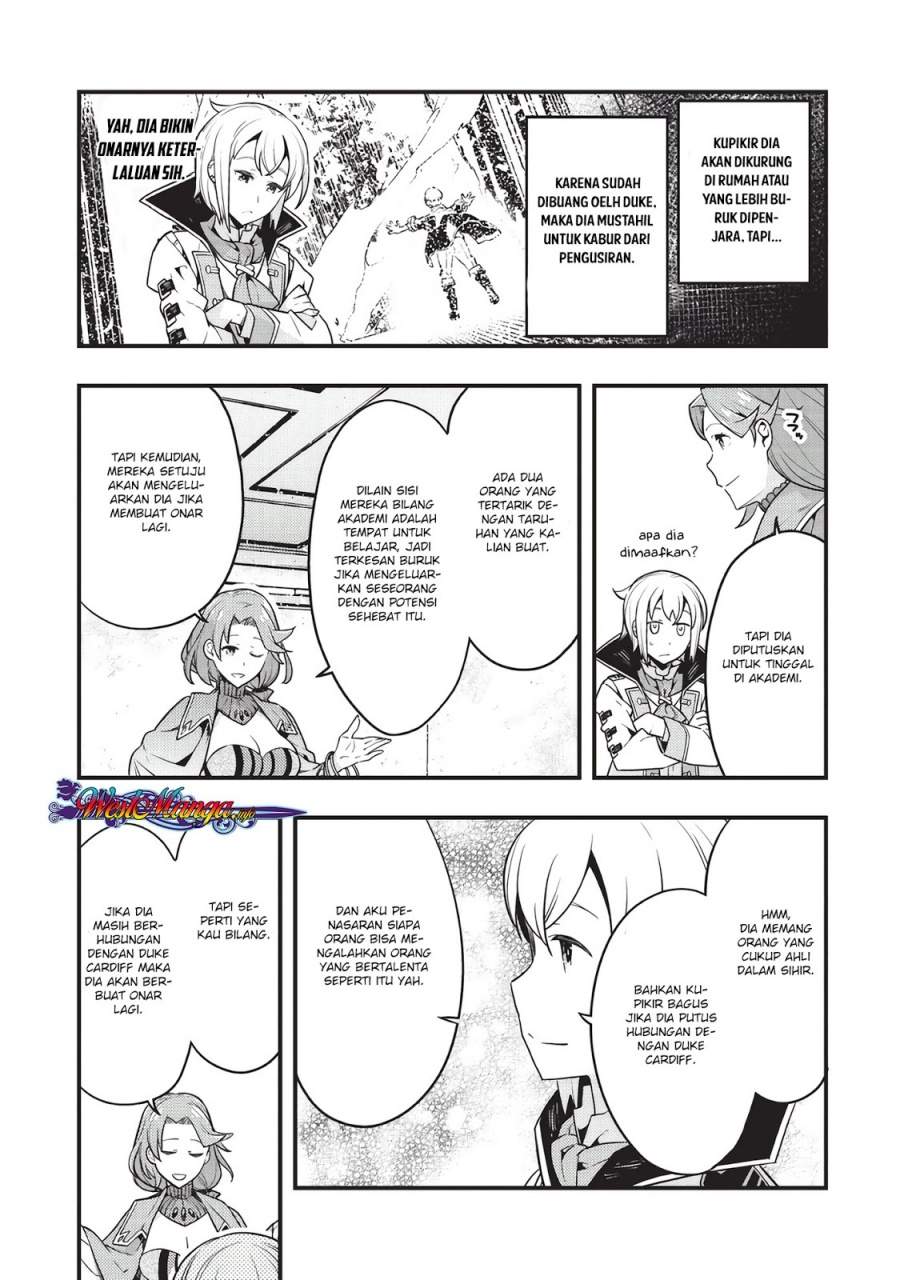 KUPIKIR DIA
AKAN DIKURUNG
DI RUMAH ATAU
YANG LEBIH BU-
RUK DIPEN-
JARA, TAPI...
KARENA SUDAH
DIBUANG OELH DUKE,
MAKA DIA MUSTAHIL
UNTUK KABUR DARI
PENGUSIRAN.
YAH, DIA BIKIN
ONARNYA KETER-
LALUAN SIH.
フフッ
TAPI DIA
DIPUTUSKAN
UNTUK TINGGAL
DI AKADEMI.
apa dia
dimaafkan?
ADA DUA
ORANG YANG
TERTARIK DE-
NGAN TARU-
HAN YANG KA-
LIAN BUAT.
DILAIN SISI
MEREKA BILANG
AKADEMI ADALAH
TEMPAT UNTUK
BELAJAR, JADI
TERKESAN BURUK
JIKA MENGELUAR-
KAN SESEORANG
DENGAN POTENSI
SEHEBAT ITU.
TAPI KEMUDIAN,
MEREKA SETUJU
AKAN MENGELU-
ARKAN DIA JIKA
MEMBUAT ONAR
LAGI.
WestManga.info
HMM,
DIA MEMANG
ORANG YANG
CUKUP AHLI
DALAM SIHIR.
BAHKAN KU-
PIKIR BAGUS
JIKA DIA PUTUS
HUBUNGAN DE-
NGAN DUKE
CARDIFF.
DAN AKU PE-
NASARAN SIAPA
ORANG BISA ME-
NGALAHKAN ORANG
YANG BERTALENTA
SEPERTI ITU YAH.
TAPI SE-
PERTI YANG
KAU BILANG.
JIKA DIA
MASIH BER-
HUBUNGAN
DENGAN DUKE
CARDIFF MAKA
DIA AKAN BER-
BUAT ONAR
LAGI.